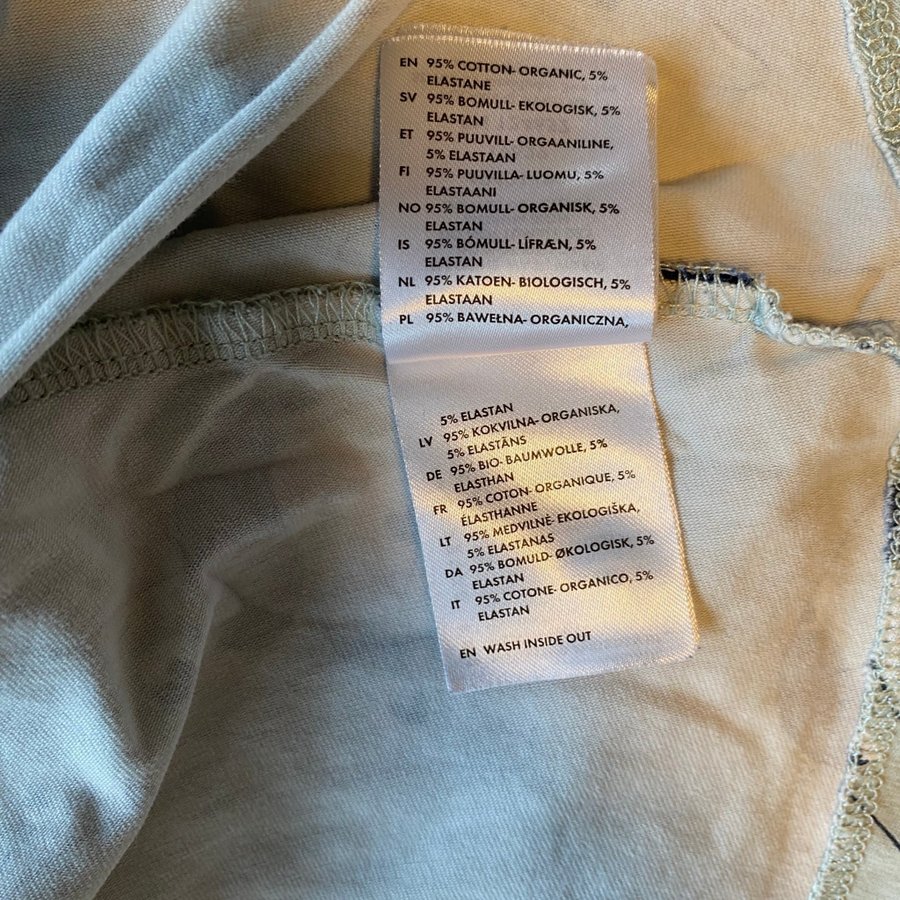 EN 95% COTTON- ORGANIC, 5%
ELASTANE
SV 95% BOMULL- EKOLOGISK, 5%
ELASTAN
ET 95% PUUVILL- ORGAANILINE,
5% ELASTAAN
FI 95% PUUVILLA- LUOMU, 5%
ELASTAANI
NO 95% BOMULL- ORGANISK, 5%
ELASTAN
IS 95% BÓMULL- LÍFRÆN, 5%
ELASTAN
NL 95% KATOEN- BIOLOGISCH, 5%
ELASTAAN
PL 95% BAWEŁNA- ORGANICZNA,
5% ELASTAN
LV 95% KOKVILNA- ORGANISKA,
5% ELASTĀNS
DE 95% BIO- BAUMWOLLE, 5%
ELASTHAN
FR 95% COTON- ORGANIQUE, 5%
ÉLASTHANNE
LT 95% MEDVILNĖ- EKOLOGIŠKA,
5% ELASTANAS
DA 95% BOMULD- ØKOLOGISK, 5%
ELASTAN
IT 95% COTONE- ORGANICO, 5%
ELASTAN
EN WASH INSIDE OUT